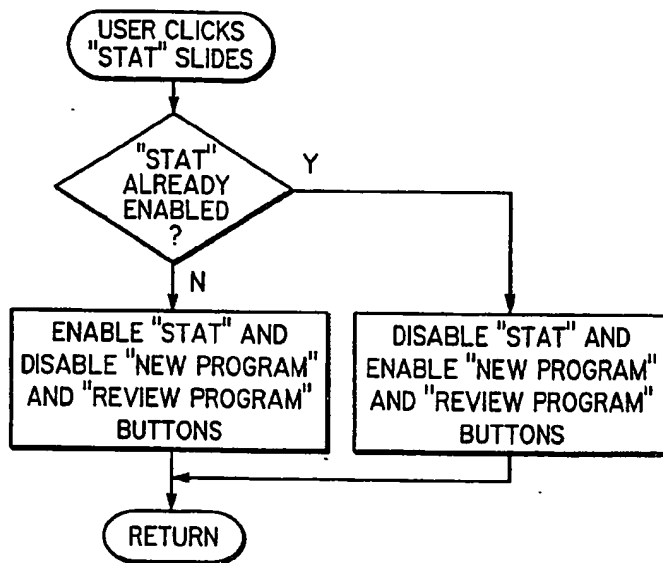 USER CLICKS
"STAT" SLIDES
"STAT"
ALREADY
ENABLED
?
Y
N
ENABLE "STAT" AND
DISABLE "NEW PROGRAM"
AND "REVIEW PROGRAM"
BUTTONS
DISABLE "STAT" AND
ENABLE "NEW PROGRAM"
AND "REVIEW PROGRAM"
BUTTONS
RETURN